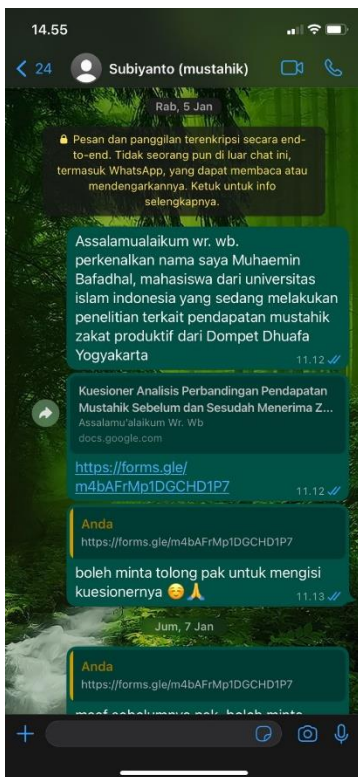 14.55
24
Subiyanto (mustahik)
Rab, 5 Jan
Pesan dan panggilan terenkripsi secara end-
to-end. Tidak seorang pun di luar chat ini,
termasuk WhatsApp, yang dapat membaca atau
mendengarkannya. Ketuk untuk info
selengkapnya.
Assalamualaikum wr. wb.
perkenalkan nama saya Muhaemin
Bafadhal, mahasiswa dari universitas
islam indonesia yang sedang melakukan
penelitian terkait pendapatan mustahik
zakat produktif dari Dompet Dhuafa
Yogyakarta
11.12
Kuesioner Analisis Perbandingan Pendapatan
Mustahik Sebelum dan Sesudah Menerima Z...
Assalamu'alaikum Wr. Wb
docs.google.com
https://forms.gle/
m4bAFrMp1DGCHD1P7
11.12
Anda
https://forms.gle/m4bAFrMp1DGCHD1P7
boleh minta tolong pak untuk mengisi
kuesionernya ☺️🙏
11.13
Jum, 7 Jan
Anda
https://forms.gle/m4bAFrMp1DGCHD1P7
maaf sebelumnya pak, boleh minta